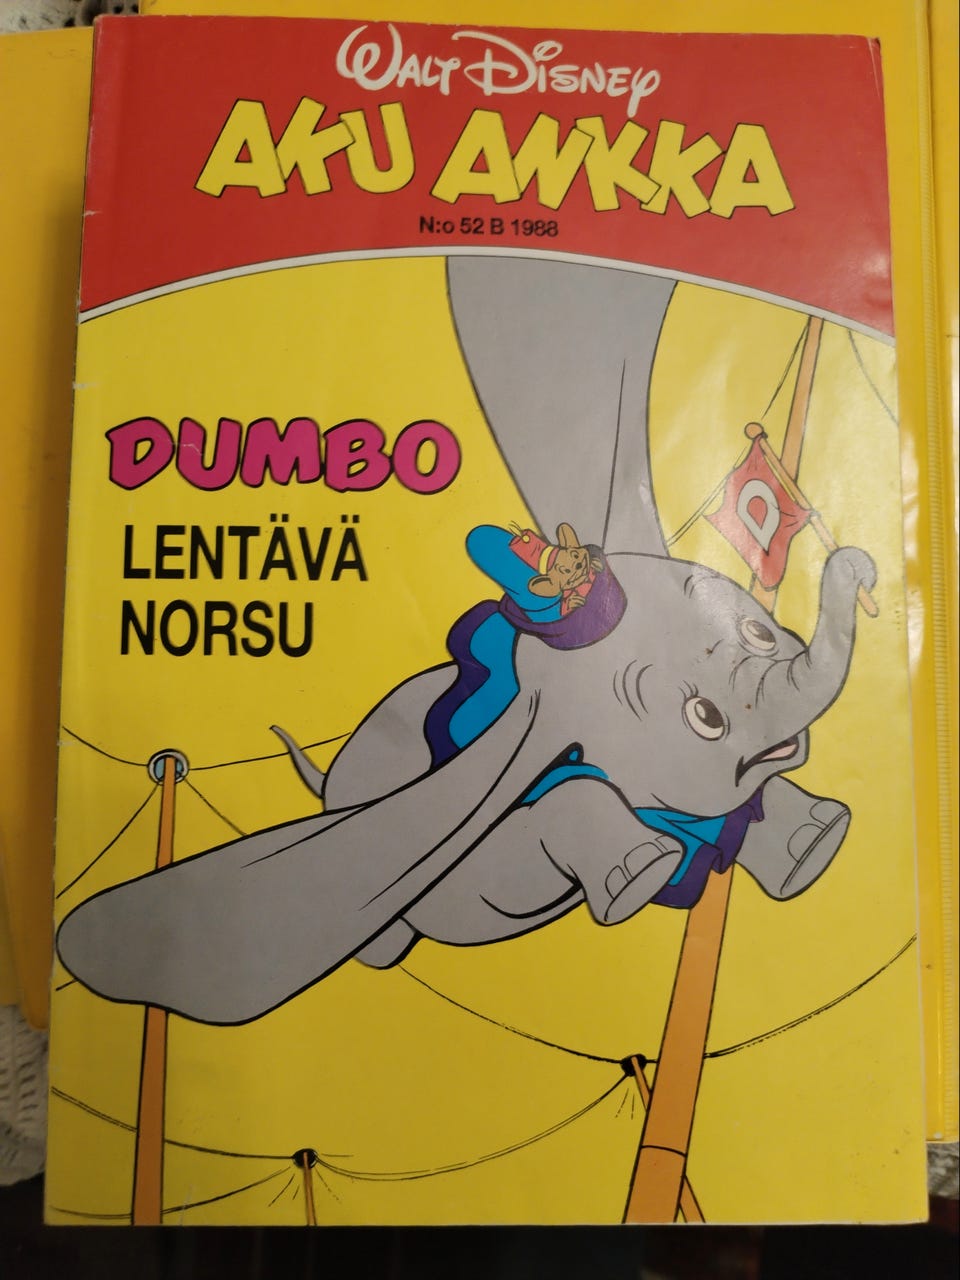 WALT DISNEY
AKU ANKKA
N:o 52 B 1988
DUMBO
LENTÄVÄ
NORSU
D